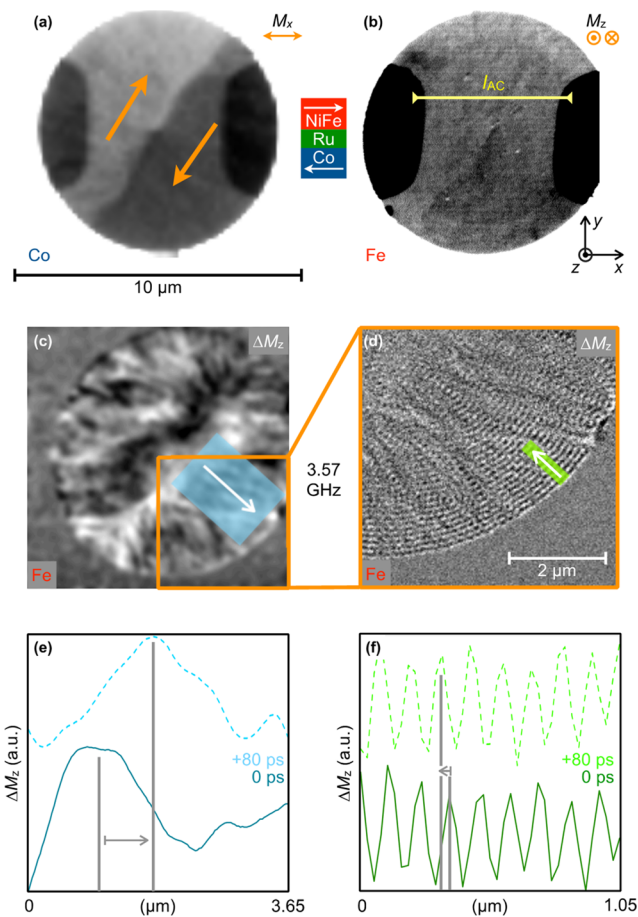 (a)
Mx
(b)
Mz
IAC
NiFe
Ru
Co
Co
Fe
y
z
x
10 µm
(c)
ΔMz
(d)
ΔMz
3.57
GHz
Fe
Fe
2 µm
(e)
(f)
ΔMz (a.u.)
+80 ps
0 ps
ΔMz (a.u.)
+80 ps
0 ps
0
(µm)
3.65
0
(µm)
1.05